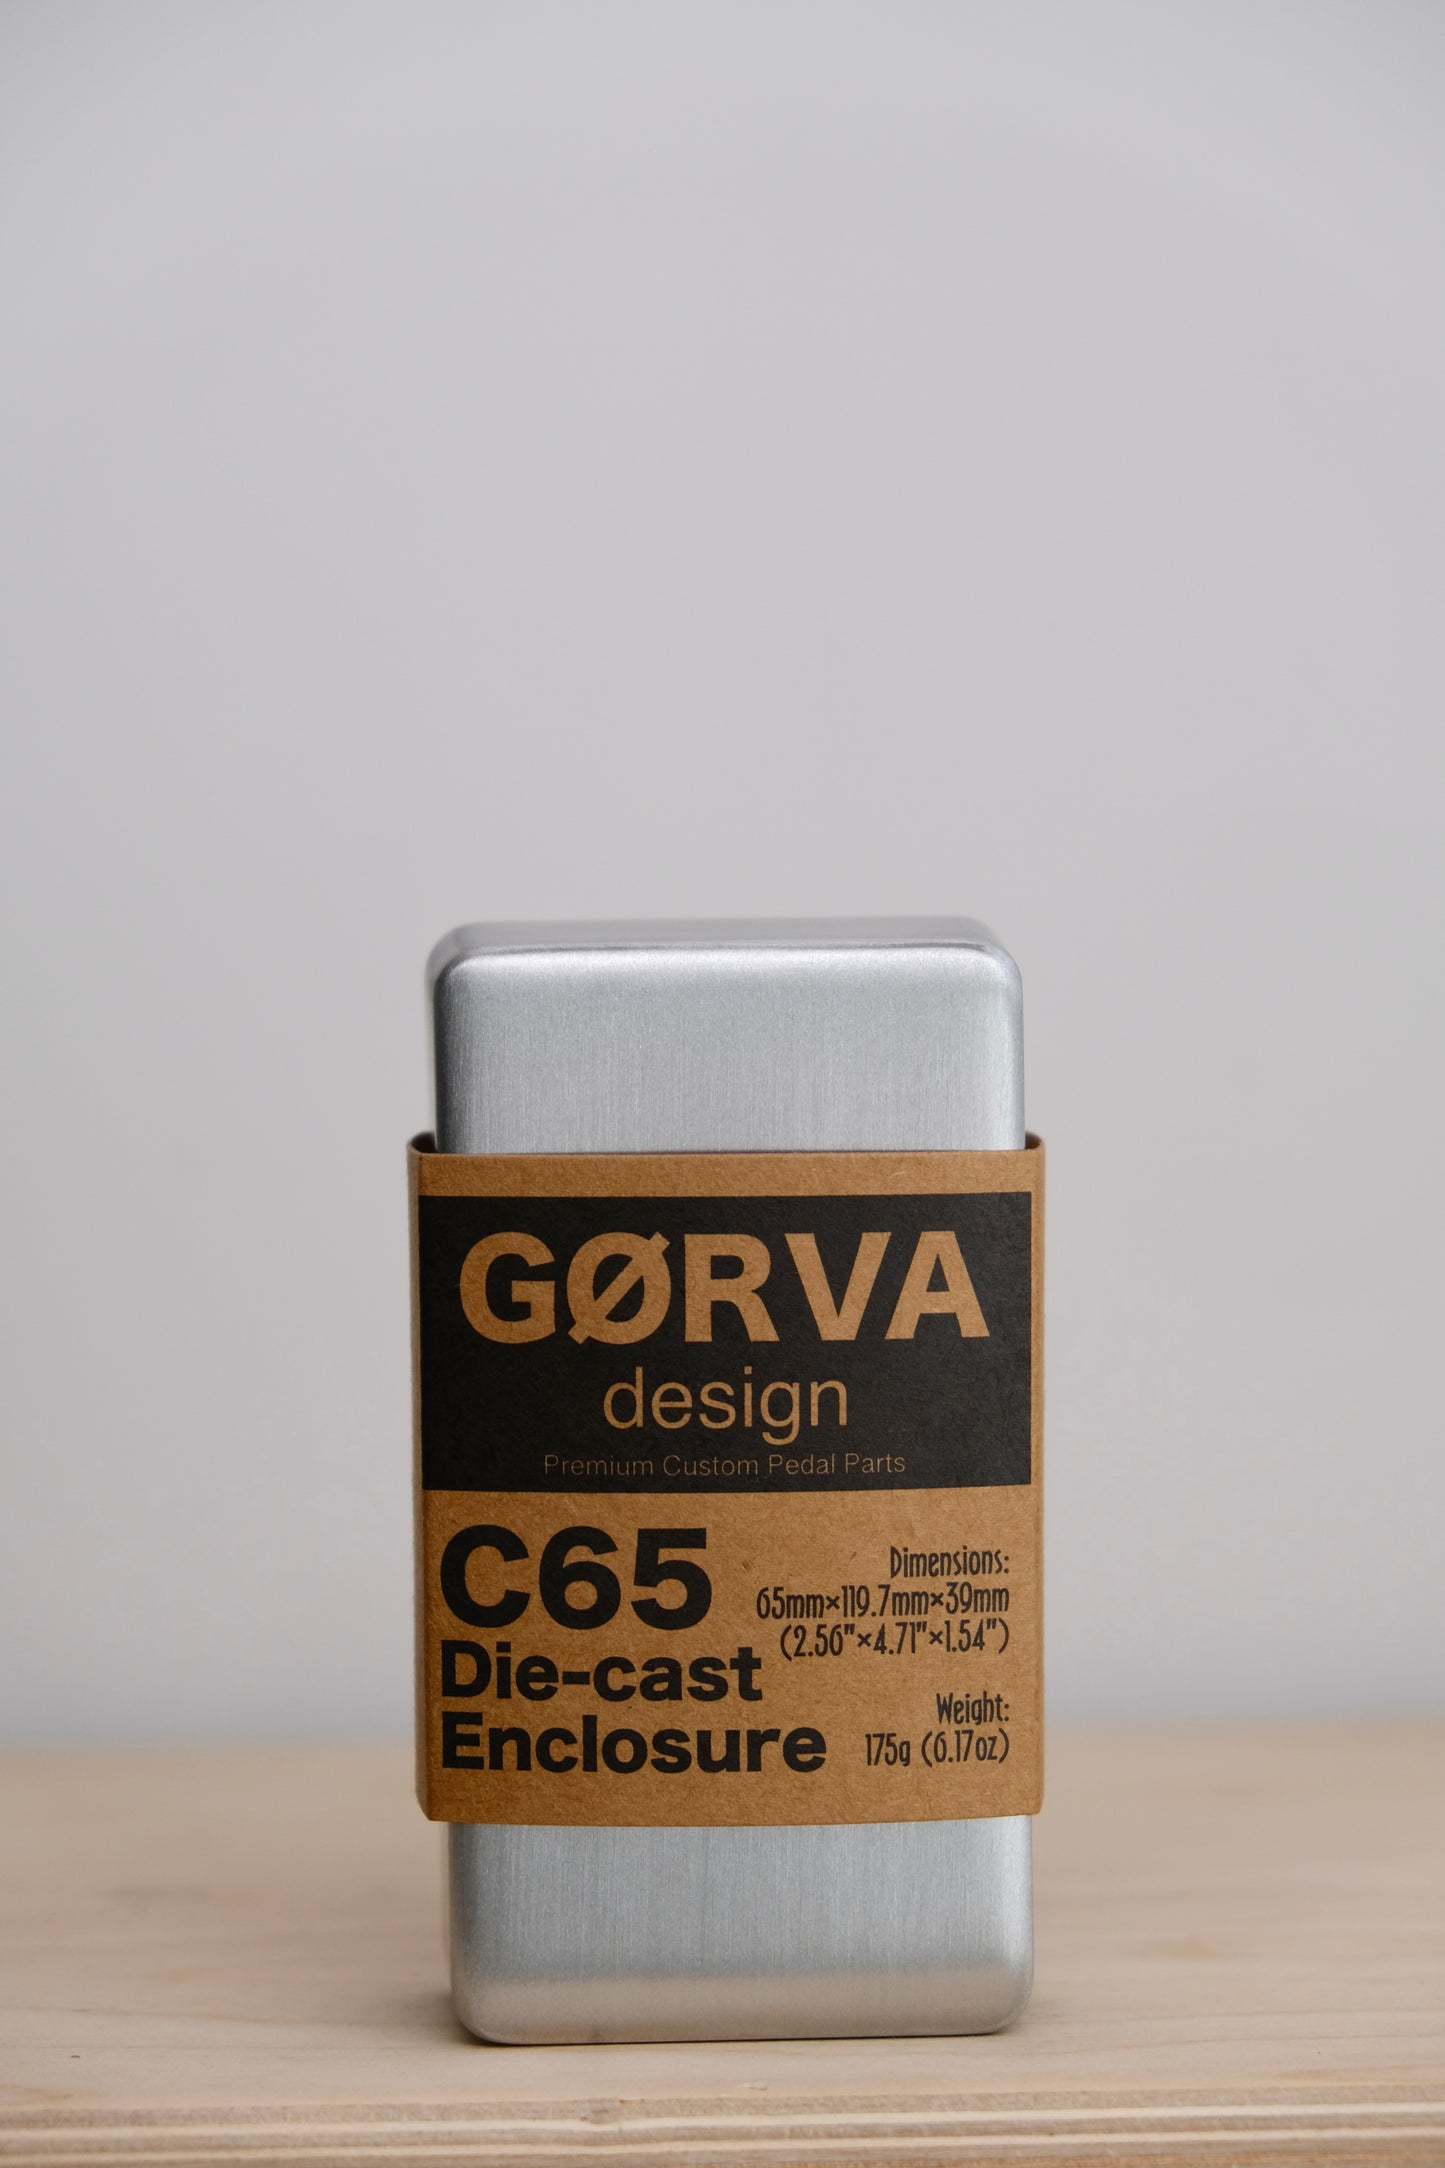 GØRVA
design
Premium Custom Pedal Parts
C65
Die-cast
Enclosure
Dimensions:
65mm×119.7mm×39mm
(2.56"×4.71"×1.54")
Weight:
175g (6.17oz)